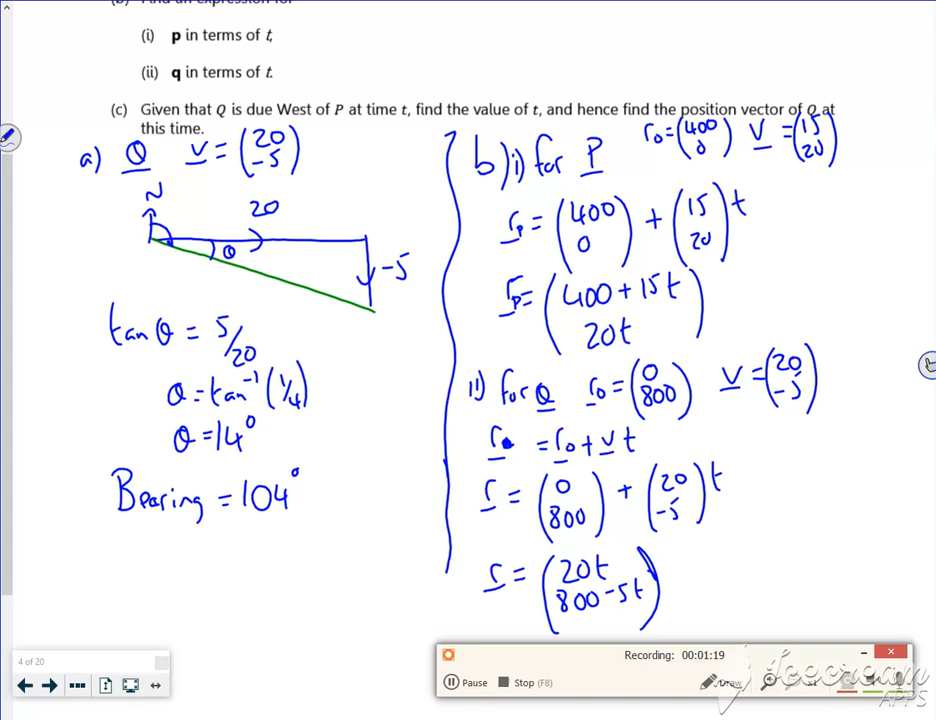 (i) p in terms of t,
(ii) q in terms of t.
(c) Given that Q is due West of P at time t, find the value of t, and hence find the position vector of Q at
this time.
a) Q v = (20 -5)
N
20
θ
-5
tan θ = 5/20
θ = tan⁻¹ (1/4)
θ = 14°
Bearing = 104°
b) i) for P r₀ = (400 0) v = (15 20)
r_P = (400 0) + (15 20) t
r_P = (400 + 15t 20t)
ii) for Q r₀ = (0 800) v = (20 -5)
r = r₀ + v t
r = (0 800) + (20 -5) t
r = (20t 800 - 5t)
4 of 20
Recording: 00:01:19
Pause Stop (F8) Draw x1
Icecream
APPS